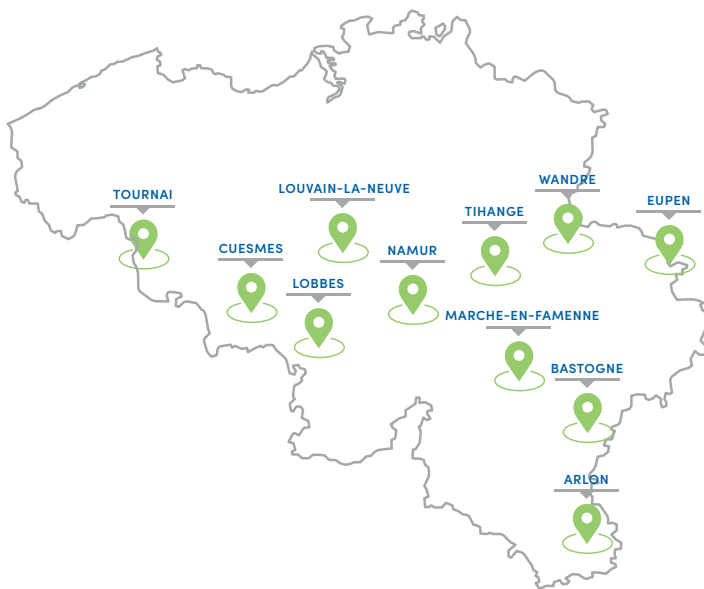 WANDRE
LOUVAIN-LA-NEUVE
TOURNAI
EUPEN
TIHANGE
CUESMES
NAMUR
LOBBES
MARCHE-EN-FAMENNE
BASTOGNE
ARLON